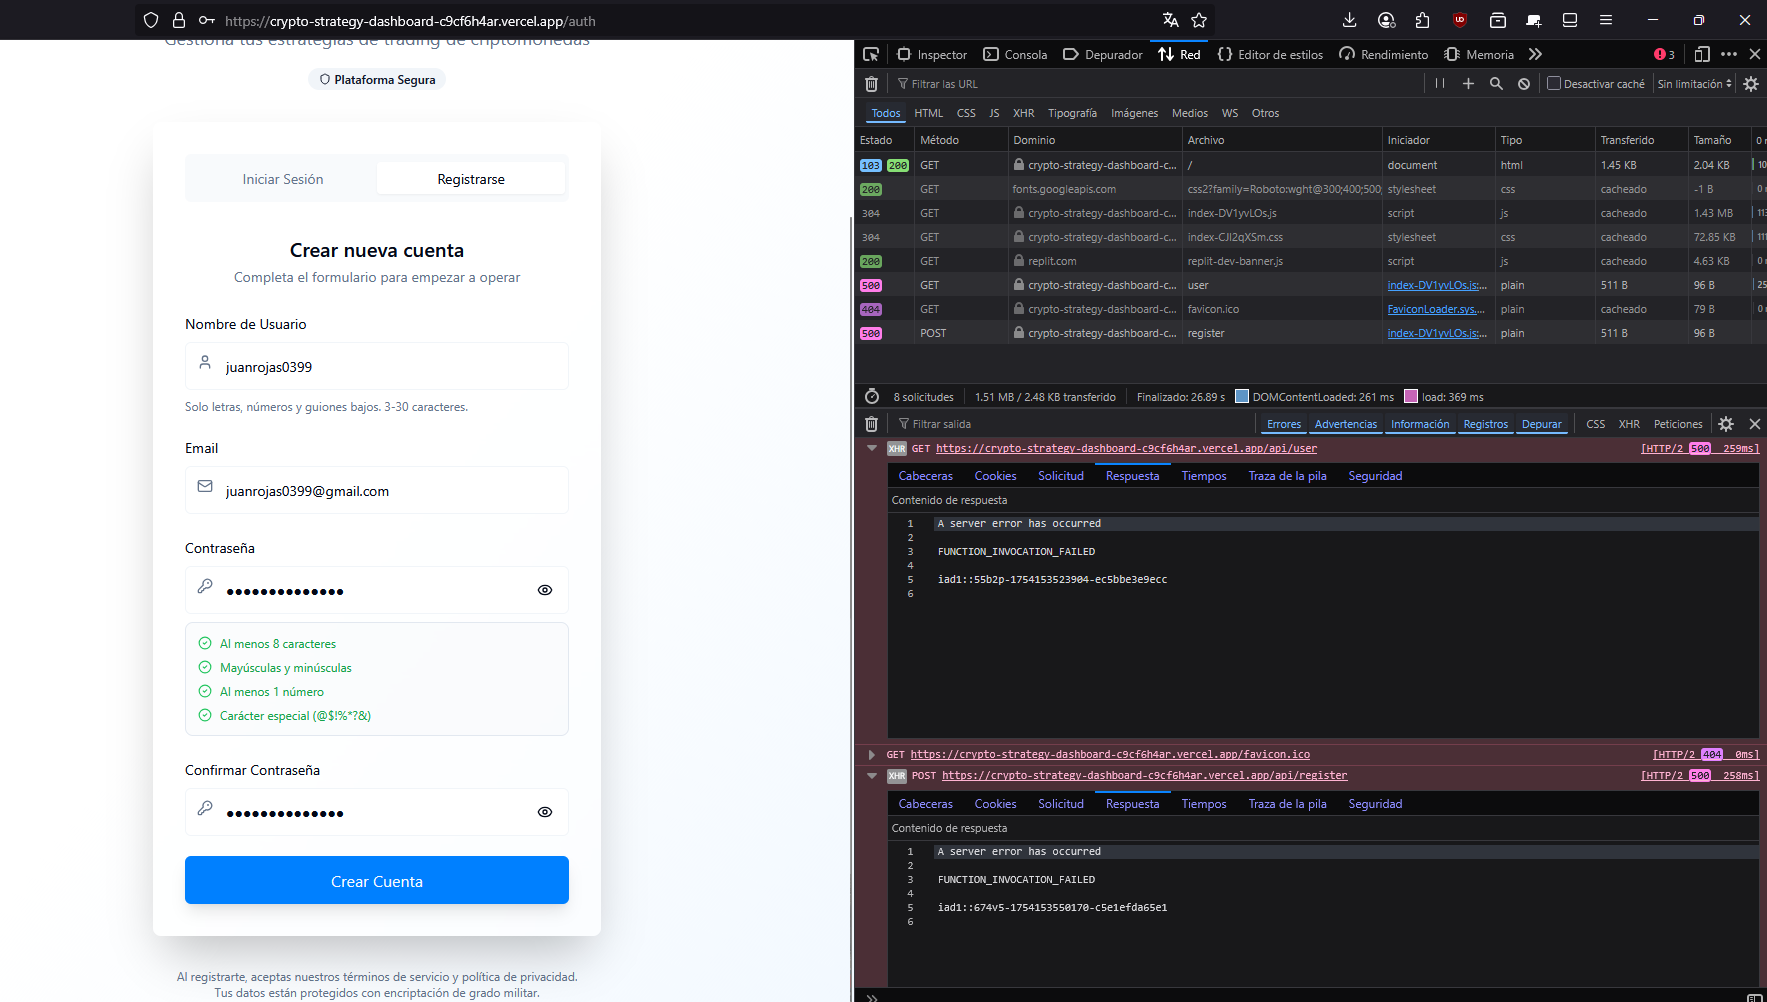 https://crypto-strategy-dashboard-c9cf6h4ar.vercel.app/auth
Gestiona tus estrategias de trading de criptomonedas
Plataforma Segura
Iniciar Sesión
Registrarse
Crear nueva cuenta
Completa el formulario para empezar a operar
Nombre de Usuario
juanrojas0399
Solo letras, números y guiones bajos. 3-30 caracteres.
Email
juanrojas0399@gmail.com
Contraseña
Al menos 8 caracteres
Mayúsculas y minúsculas
Al menos 1 número
Carácter especial (@$!%*?&)
Confirmar Contraseña
Crear Cuenta
Al registrarte, aceptas nuestros términos de servicio y política de privacidad.
Tus datos están protegidos con encriptación de grado militar.
Inspector Consola Depurador Red Editor de estilos Rendimiento Memoria 3
Filtrar las URL Desactivar caché Sin limitación
Todos HTML CSS JS XHR Tipografía Imágenes Medios WS Otros
Estado Método Dominio Archivo Iniciador Tipo Transferido Tamaño
103 200 GET crypto-strategy-dashboard-c... / document html 1.45 KB 2.04 KB
200 GET fonts.googleapis.com css2?family=Roboto:wght@300;400;500; stylesheet css cacheado -1 B
304 GET crypto-strategy-dashboard-c... index-DV1yvLOs.js script js cacheado 1.43 MB
304 GET crypto-strategy-dashboard-c... index-CJI2qXSm.css stylesheet css cacheado 72.85 KB
200 GET replit.com replit-dev-banner.js script js cacheado 4.63 KB
500 GET crypto-strategy-dashboard-c... user index-DV1yvLOs.js:... plain 511 B 96 B
404 GET crypto-strategy-dashboard-c... favicon.ico FaviconLoader.sys.... plain cacheado 79 B
500 POST crypto-strategy-dashboard-c... register index-DV1yvLOs.js:... plain 511 B 96 B
8 solicitudes 1.51 MB / 2.48 KB transferido Finalizado: 26.89 s DOMContentLoaded: 261 ms load: 369 ms
Filtrar salida Errores Advertencias Información Registros Depurar CSS XHR Peticiones
XHR GET https://crypto-strategy-dashboard-c9cf6h4ar.vercel.app/api/user [HTTP/2 500 259ms]
Cabeceras Cookies Solicitud Respuesta Tiempos Traza de la pila Seguridad
Contenido de respuesta
1 A server error has occurred
2
3 FUNCTION_INVOCATION_FAILED
4
5 iad1::55b2p-1754153523904-ec5bbe3e9ecc
6
GET https://crypto-strategy-dashboard-c9cf6h4ar.vercel.app/favicon.ico [HTTP/2 404 0ms]
XHR POST https://crypto-strategy-dashboard-c9cf6h4ar.vercel.app/api/register [HTTP/2 500 258ms]
Cabeceras Cookies Solicitud Respuesta Tiempos Traza de la pila Seguridad
Contenido de respuesta
1 A server error has occurred
2
3 FUNCTION_INVOCATION_FAILED
4
5 iad1::674v5-1754153550170-c5e1efda65e1
6